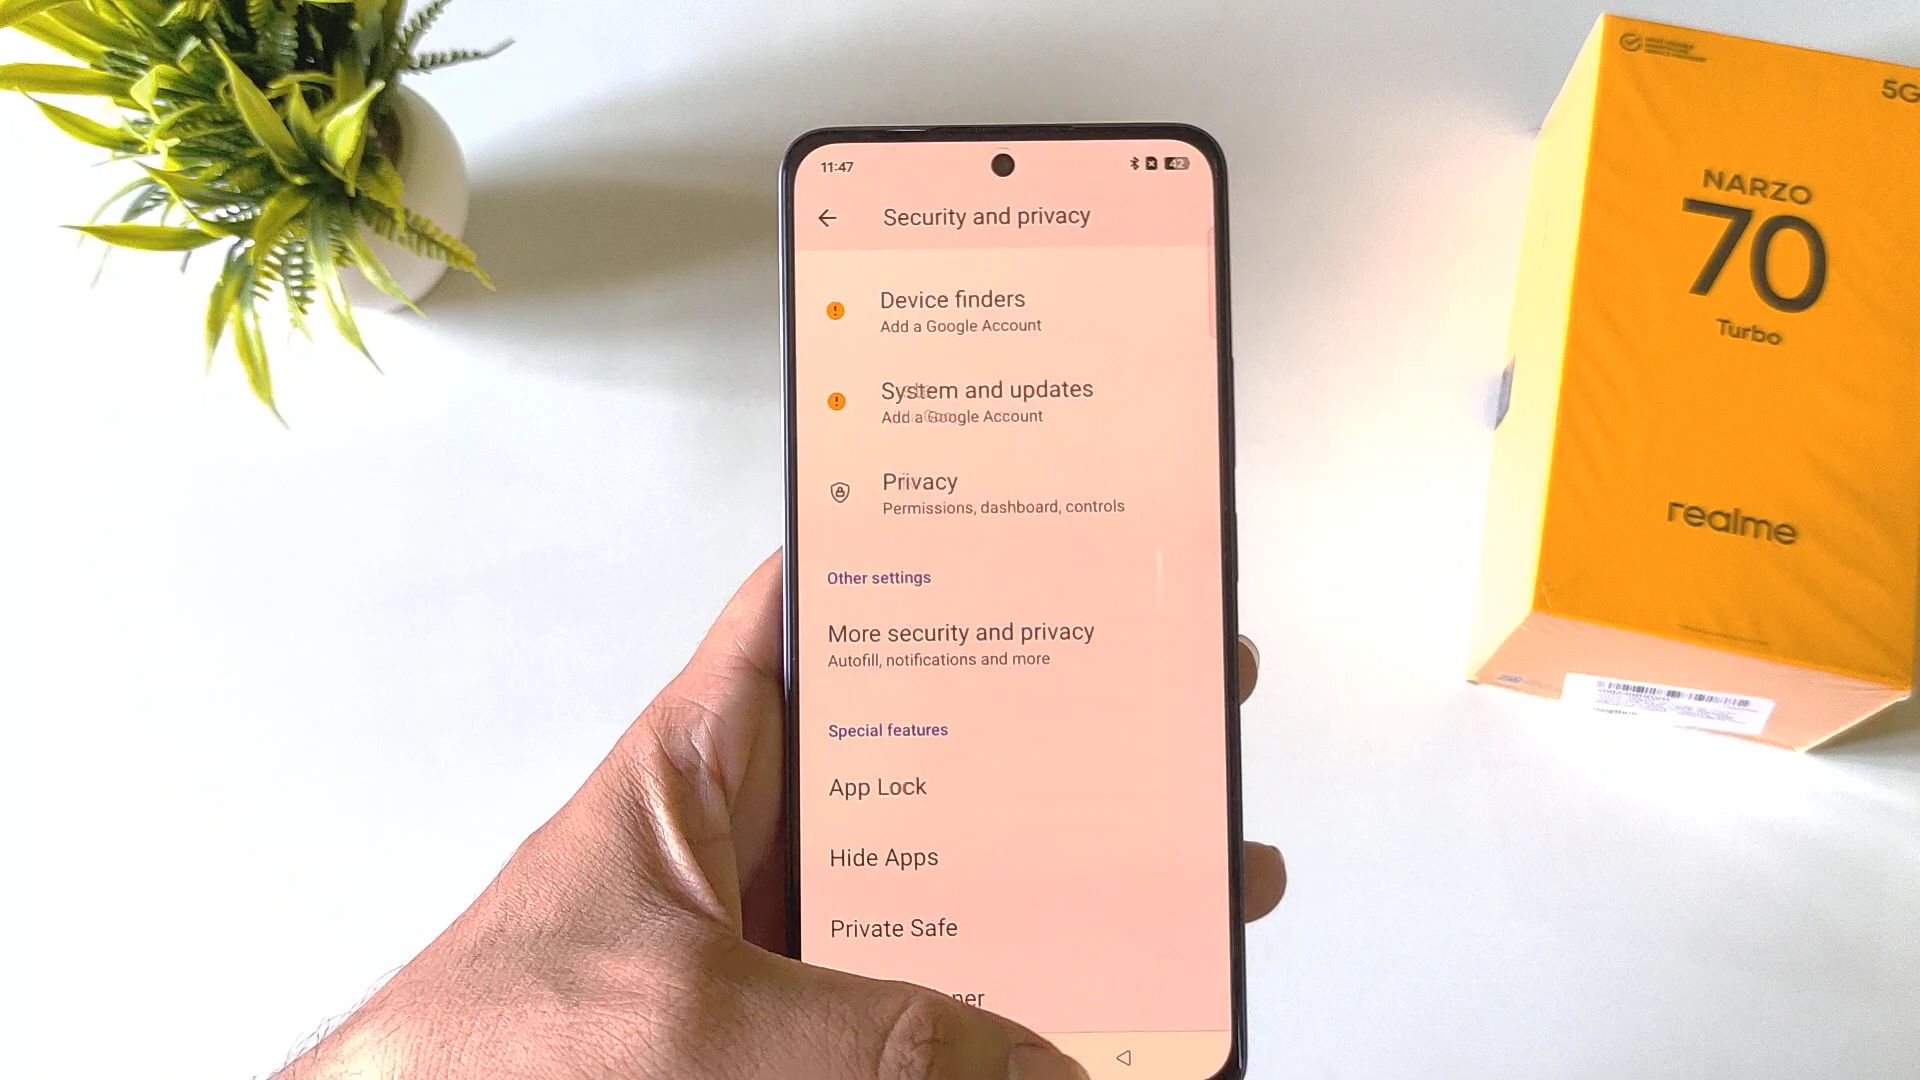 11:47
42
Security and privacy
Device finders
Add a Google Account
System and updates
Add a Google Account
Privacy
Permissions, dashboard, controls
Other settings
More security and privacy
Autofill, notifications and more
Special features
App Lock
Hide Apps
Private Safe
5G
NARZO
70
Turbo
realme